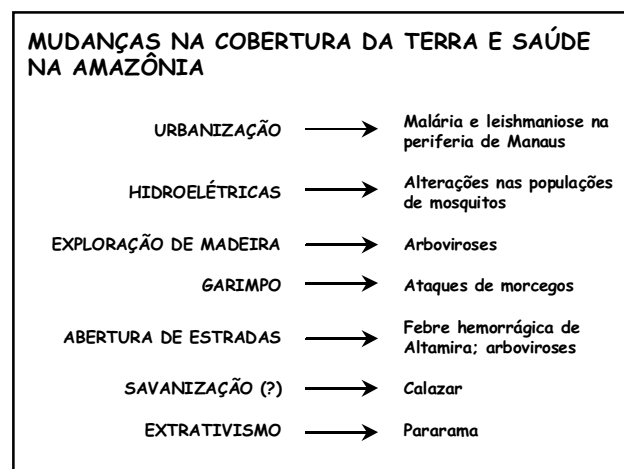 MUDANÇAS NA COBERTURA DA TERRA E SAÚDE
NA AMAZÔNIA
URBANIZAÇÃO
Malária e leishmaniose na
periferia de Manaus
HIDROELÉTRICAS
Alterações nas populações
de mosquitos
EXPLORAÇÃO DE MADEIRA
Arboviroses
GARIMPO
Ataques de morcegos
ABERTURA DE ESTRADAS
Febre hemorrágica de
Altamira; arboviroses
SAVANIZAÇÃO (?)
Calazar
EXTRATIVISMO
Pararama